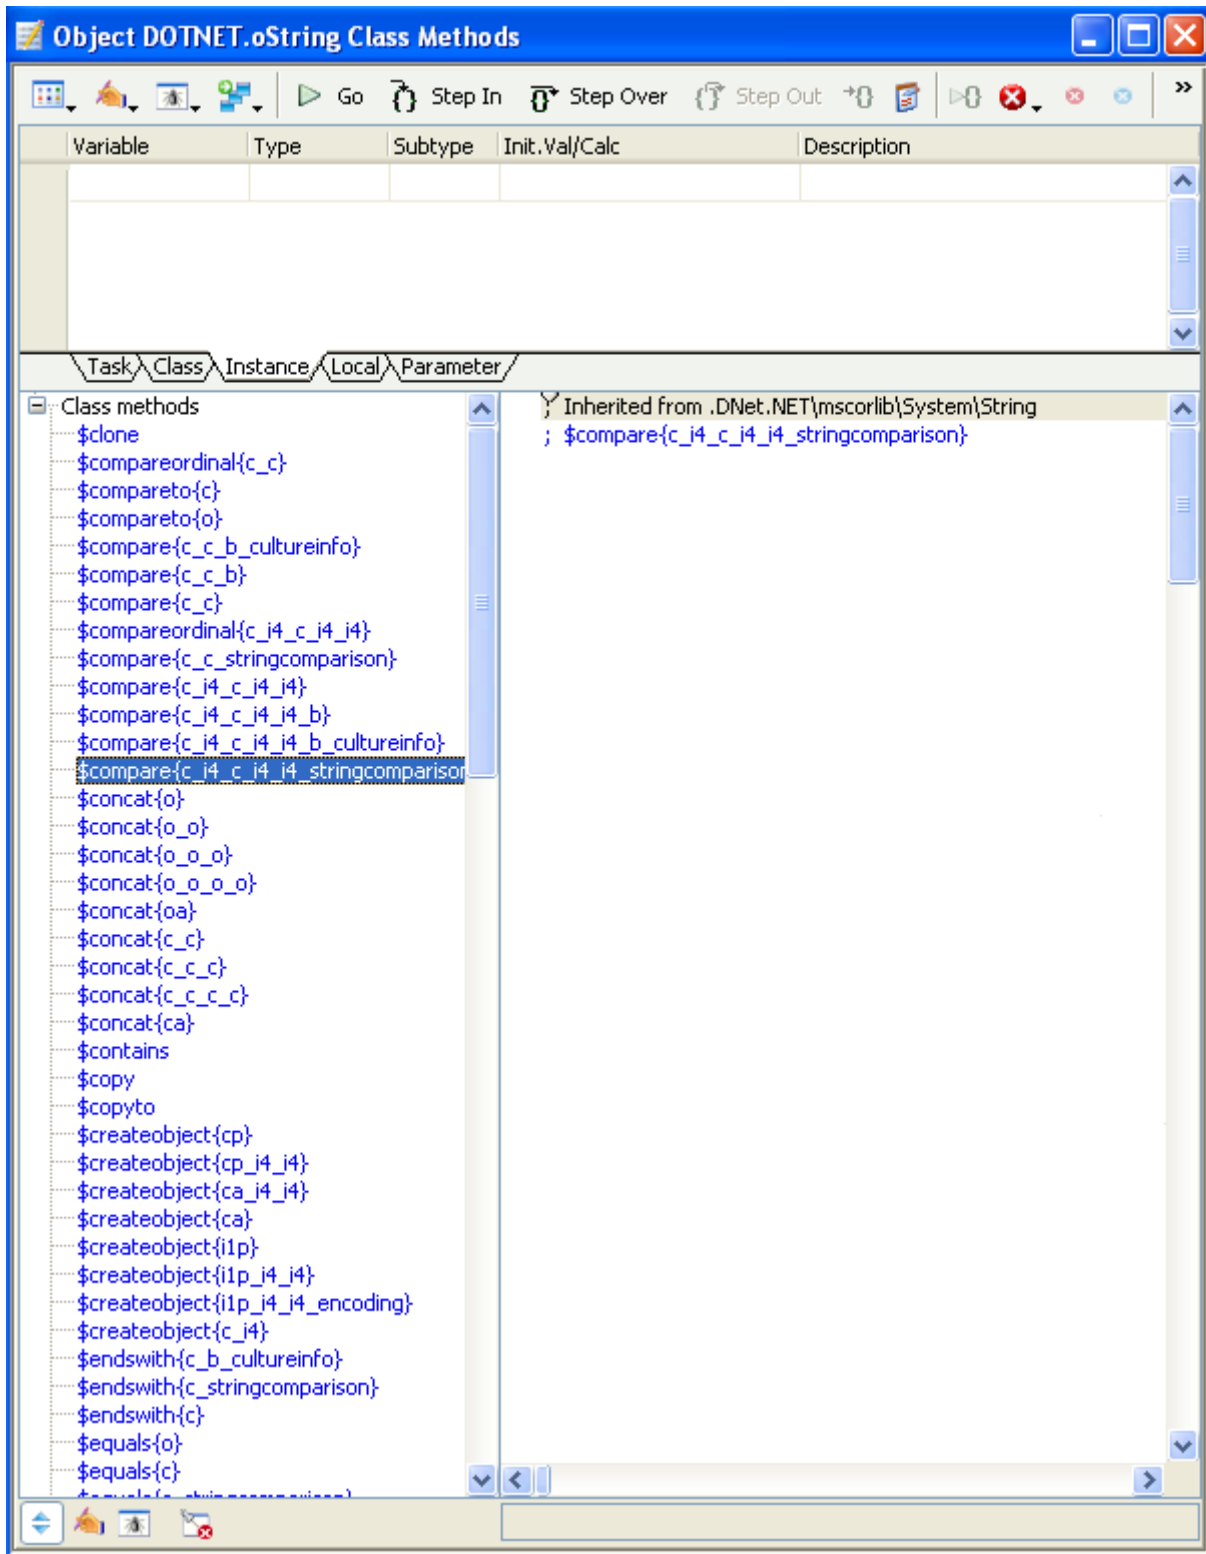 Object DOTNET.oString Class Methods
Go Step In Step Over Step Out »
Variable Type Subtype Init.Val/Calc Description
Task Class Instance Local Parameter
Class methods
$clone
$compareordinal{c_c}
$compareto{c}
$compareto{o}
$compare{c_c_b_cultureinfo}
$compare{c_c_b}
$compare{c_c}
$compareordinal{c_i4_c_i4_i4}
$compare{c_c_stringcomparison}
$compare{c_i4_c_i4_i4}
$compare{c_i4_c_i4_i4_b}
$compare{c_i4_c_i4_i4_b_cultureinfo}
$compare{c_i4_c_i4_i4_stringcomparison
$concat{o}
$concat{o_o}
$concat{o_o_o}
$concat{o_o_o_o}
$concat{oa}
$concat{c_c}
$concat{c_c_c}
$concat{c_c_c_c}
$concat{ca}
$contains
$copy
$copyto
$createobject{cp}
$createobject{cp_i4_i4}
$createobject{ca_i4_i4}
$createobject{ca}
$createobject{i1p}
$createobject{i1p_i4_i4}
$createobject{i1p_i4_i4_encoding}
$createobject{c_i4}
$endswith{c_b_cultureinfo}
$endswith{c_stringcomparison}
$endswith{c}
$equals{o}
$equals{c}
; Inherited from .DNet.NET\mscorlib\System\String
; $compare{c_i4_c_i4_i4_stringcomparison}